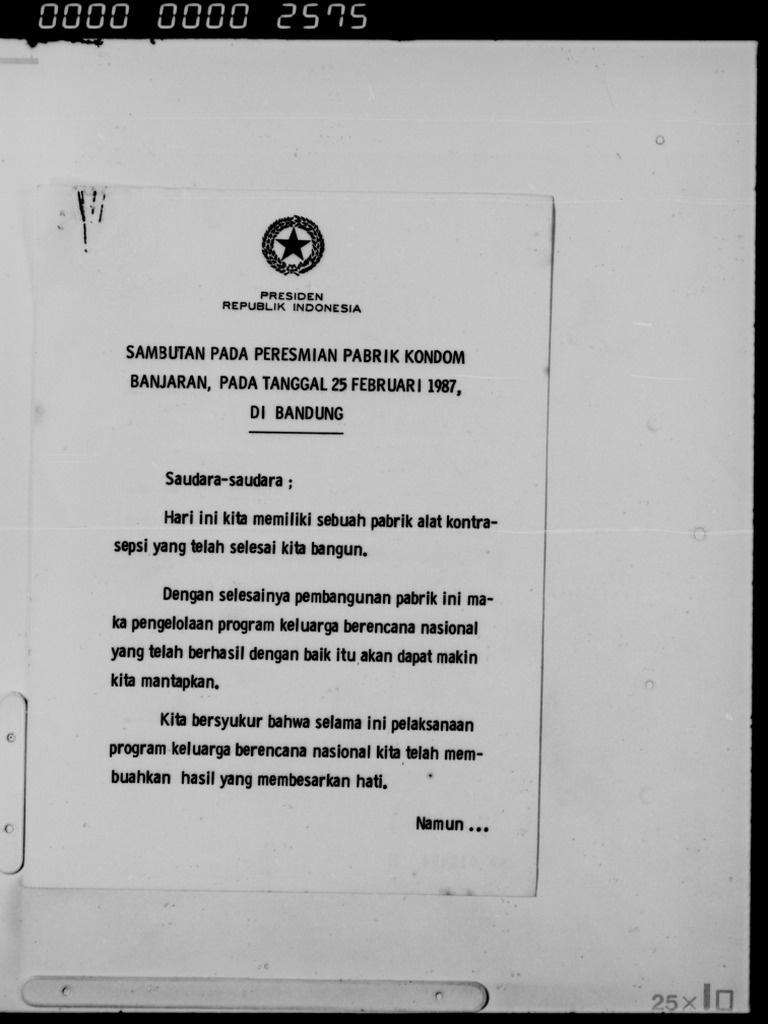 0000 0000 2575
PRESIDEN
REPUBLIK INDONESIA
SAMBUTAN PADA PERESMIAN PABRIK KONDOM
BANJARAN, PADA TANGGAL 25 FEBRUARI 1987,
DI BANDUNG
Saudara-saudara ;
Hari ini kita memiliki sebuah pabrik alat kontra-
sepsi yang telah selesai kita bangun.
Dengan selesainya pembangunan pabrik ini ma-
ka pengelolaan program keluarga berencana nasional
yang telah berhasil dengan baik itu akan dapat makin
kita mantapkan.
Kita bersyukur bahwa selama ini pelaksanaan
program keluarga berencana nasional kita telah mem-
buahkan hasil yang membesarkan hati.
Namun ...
25×